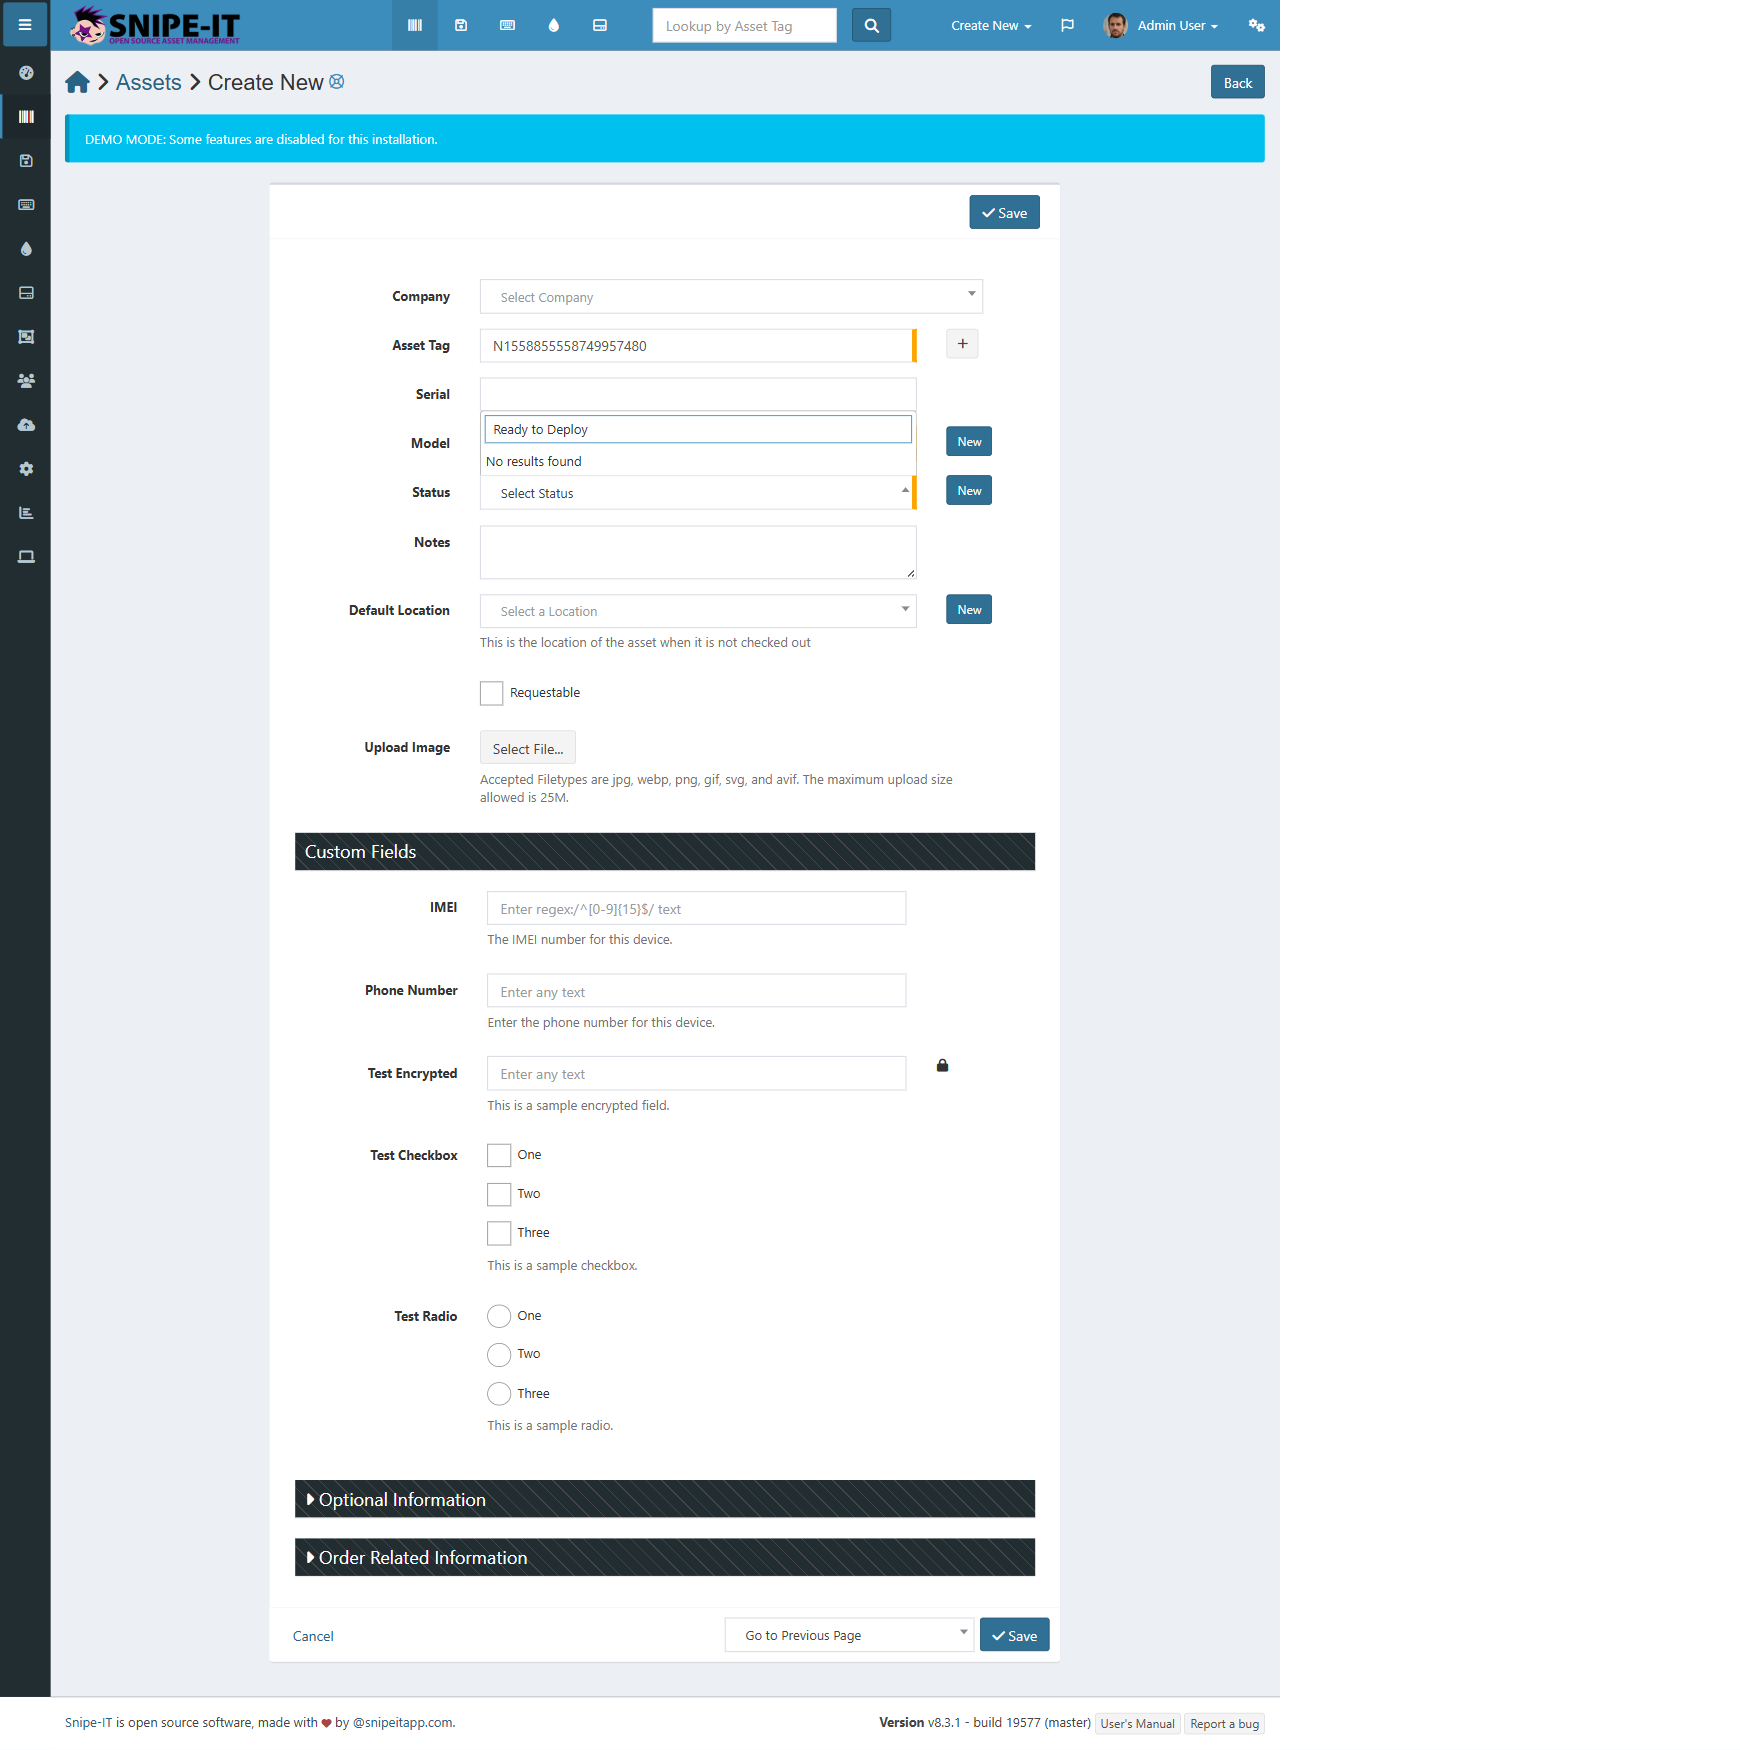 SNIPE-IT
OPEN SOURCE ASSET MANAGEMENT
Lookup by Asset Tag
Create New
Admin User
Assets
Create New
Back
DEMO MODE: Some features are disabled for this installation.
Save
Company
Select Company
Asset Tag
N1558855558749957480
+
Serial
Ready to Deploy
Model
New
No results found
Status
Select Status
New
Notes
Default Location
Select a Location
New
This is the location of the asset when it is not checked out
Requestable
Upload Image
Select File...
Accepted Filetypes are jpg, webp, png, gif, svg, and avif. The maximum upload size
allowed is 25M.
Custom Fields
IMEI
Enter regex:/^[0-9]{15}$/ text
The IMEI number for this device.
Phone Number
Enter any text
Enter the phone number for this device.
Test Encrypted
Enter any text
This is a sample encrypted field.
Test Checkbox
One
Two
Three
This is a sample checkbox.
Test Radio
One
Two
Three
This is a sample radio.
Optional Information
Order Related Information
Cancel
Go to Previous Page
Save
Snipe-IT is open source software, made with ♥ by @snipeitapp.com.
Version v8.3.1 - build 19577 (master)
User's Manual
Report a bug